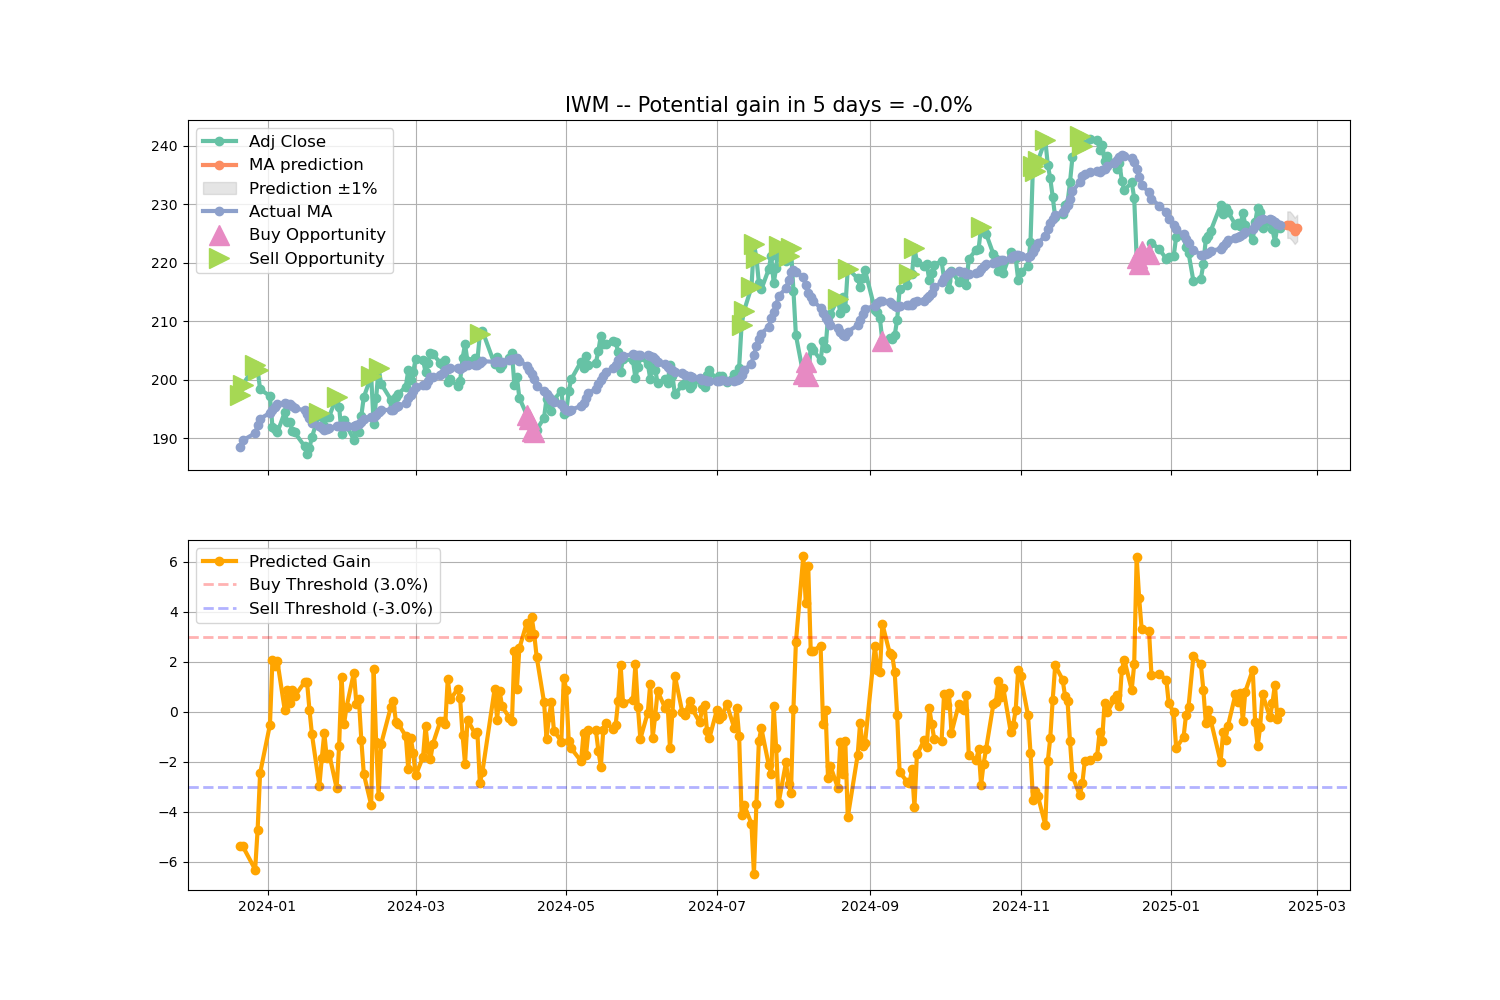 IWM -- Potential gain in 5 days = -0.0%
240
230
220
210
200
190
Adj Close
MA prediction
Prediction ±1%
Actual MA
Buy Opportunity
Sell Opportunity
6
4
2
0
−2
−4
−6
Predicted Gain
Buy Threshold (3.0%)
Sell Threshold (-3.0%)
2024-01
2024-03
2024-05
2024-07
2024-09
2024-11
2025-01
2025-03